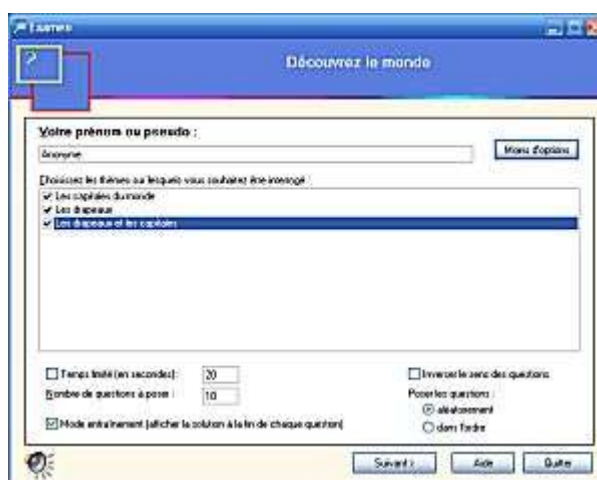 Examen
?
Découvrez le monde
Votre prénom ou pseudo :
Anonyme
Moins d'options
Choisissez les thèmes sur lesquels vous souhaitez être interrogé :
Les capitales du monde
Les drapeaux
Les drapeaux et les capitales
Temps limité (en secondes): 20
Inverser le sens des questions
Nombre de questions à poser : 10
Poser les questions :
aléatoirement
Mode entraînement (afficher la solution à la fin de chaque question)
dans l'ordre
Suivant >
Aide
Quitter